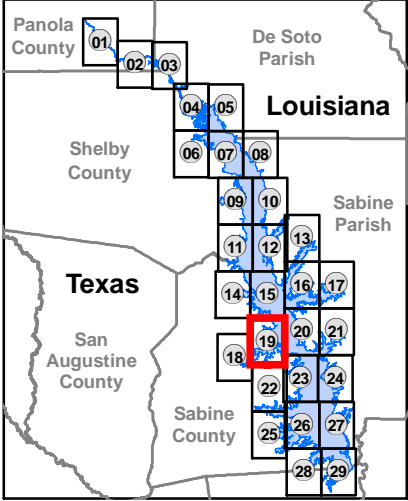 Panola
County
De Soto
Parish
01
02
03
Louisiana
04
05
Shelby
County
06
07
08
Sabine
Parish
09
10
11
12
13
Texas
14
15
16
17
San
Augustine
County
18
19
20
21
22
23
24
Sabine
County
25
26
27
28
29